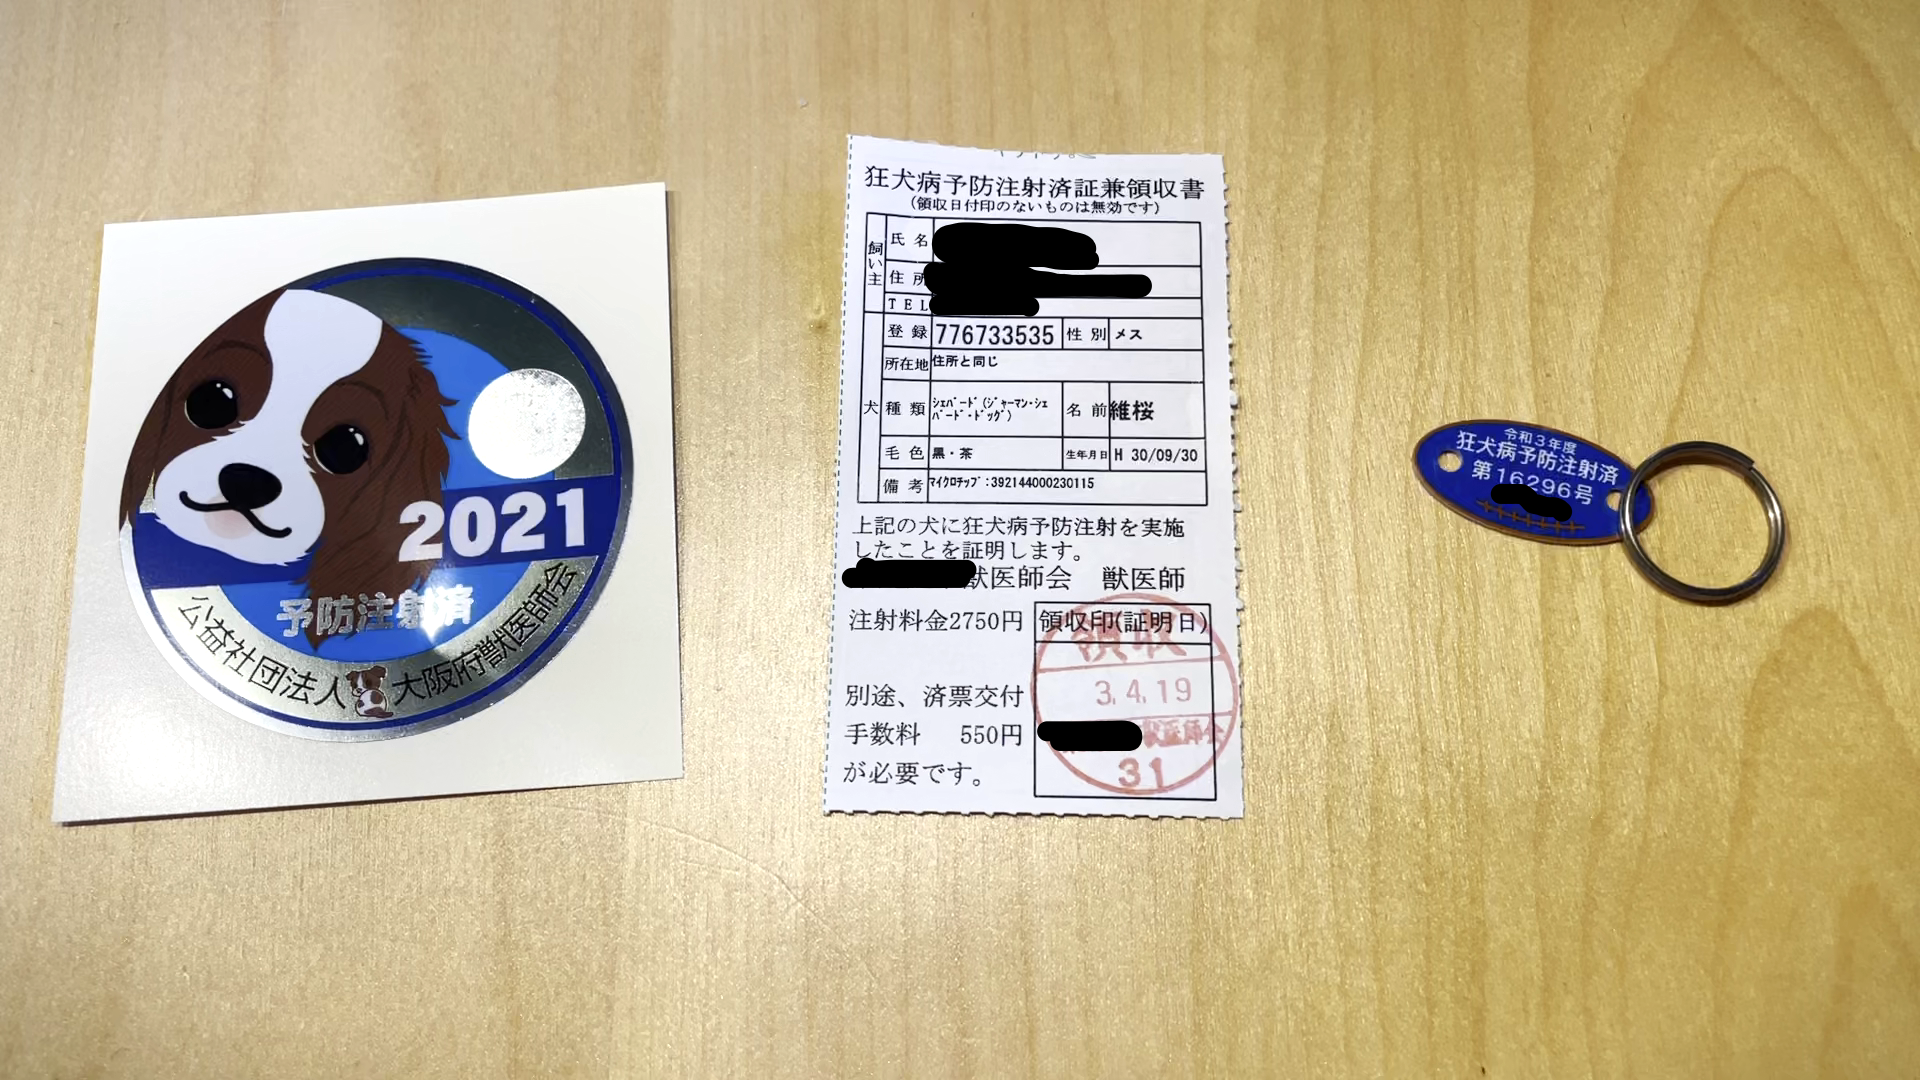 2021
予防注射済
公益社団法人 大阪府獣医師会
狂犬病予防注射済証兼領収書
(領収日付印のないものは無効です)
飼い主
氏名
住所
TEL
犬
登録 776733535 性別 メス
所在地 住所と同じ
種類 ｼｪﾊﾟｰﾄﾞ(ｼﾞｬｰﾏﾝ･ｼｪ
ﾊﾟｰﾄﾞ･ﾄﾞｯｸﾞ) 名前 維桜
毛色 黒・茶 生年月日 H 30/09/30
備考 ﾏｲｸﾛﾁｯﾌﾟ:392144000230115
上記の犬に狂犬病予防注射を実施
したことを証明します。
獣医師会 獣医師
注射料金2750円 領収印(証明日)
領収
別途、済票交付 3.4.19
手数料 550円 獣医師会
が必要です。 31
令和3年度
狂犬病予防注射済
第16296号